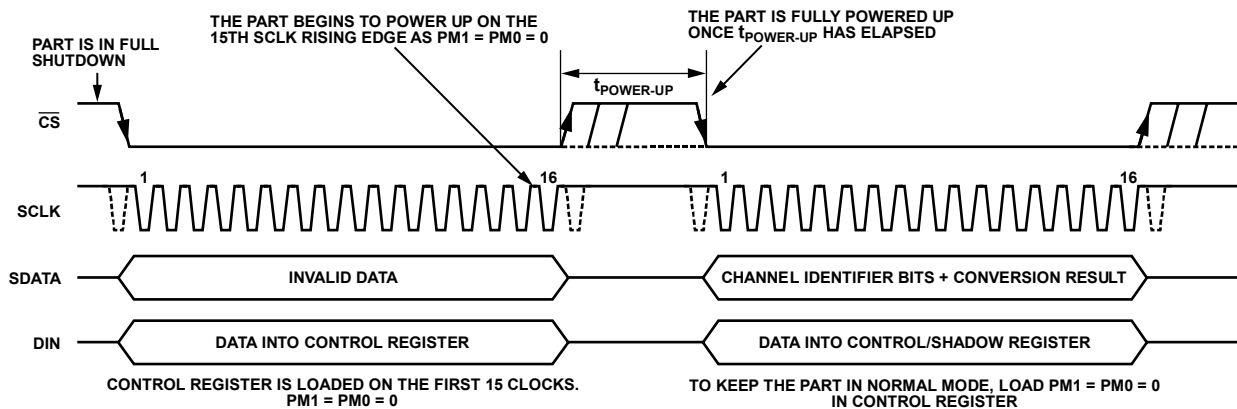 THE PART BEGINS TO POWER UP ON THE
15TH SCLK RISING EDGE AS PM1 = PM0 = 0
THE PART IS FULLY POWERED UP
ONCE tPOWER-UP HAS ELAPSED
PART IS IN FULL
SHUTDOWN
tPOWER-UP
CS
1
16
1
16
SCLK
SDATA
INVALID DATA
CHANNEL IDENTIFIER BITS + CONVERSION RESULT
DIN
DATA INTO CONTROL REGISTER
DATA INTO CONTROL/SHADOW REGISTER
CONTROL REGISTER IS LOADED ON THE FIRST 15 CLOCKS.
PM1 = PM0 = 0
TO KEEP THE PART IN NORMAL MODE, LOAD PM1 = PM0 = 0
IN CONTROL REGISTER